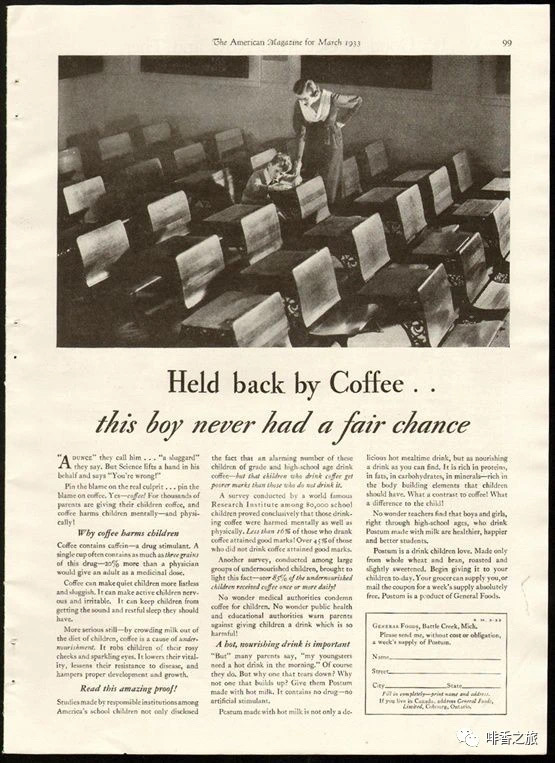 The American Magazine for March 1933
99
Held back by Coffee . .
this boy never had a fair chance
"A DUNCE" they call him . . . "a sluggard"
they say. But Science lifts a hand in his
behalf and says "You're wrong!"
Pin the blame on the real culprit . . . pin the
blame on coffee. Yes—coffee! For thousands of
parents are giving their children coffee, and
coffee harms children mentally—and physi-
cally!
Why coffee harms children
Coffee contains caffein—a drug stimulant. A
single cup often contains as much as three grains
of this drug—20% more than a physician
would give an adult as a medicinal dose.
Coffee can make quiet children more listless
and sluggish. It can make active children nerv-
ous and irritable. It can keep children from
getting the sound and restful sleep they should
have.
More serious still—by crowding milk out of
the diet of children, coffee is a cause of under-
nourishment. It robs children of their rosy
cheeks and sparkling eyes. It lowers their vital-
ity, lessens their resistance to disease, and
hampers proper development and growth.
Read this amazing proof!
Studies made by responsible institutions among
America's school children not only disclosed
the fact that an alarming number of these
children of grade and high-school age drink
coffee—but that children who drink coffee get
poorer marks than those who do not drink it.
A survey conducted by a world famous
Research Institute among 80,000 school
children proved conclusively that those drink-
ing coffee were harmed mentally as well as
physically. Less than 16% of those who drank
coffee attained good marks! Over 45% of those
who did not drink coffee attained good marks.
Another survey, conducted among large
groups of undernourished children, brought to
light this fact—over 85% of the undernourished
children received coffee once or more daily!
No wonder medical authorities condemn
coffee for children. No wonder public health
and educational authorities warn parents
against giving children a drink which is so
harmful!
A hot, nourishing drink is important
"But" many parents say, "my youngsters
need a hot drink in the morning." Of course
they do. But why one that tears down? Why
not one that builds up? Give them Postum
made with hot milk. It contains no drug—no
artificial stimulant.
Postum made with hot milk is not only a de-
licious hot mealtime drink, but as nourishing
a drink as you can find. It is rich in proteins,
in fats, in carbohydrates, in minerals—rich in
the body building elements that children
should have. What a contrast to coffee! What
a difference to the child!
No wonder teachers find that boys and girls,
right through high-school ages, who drink
Postum made with milk are healthier, happier
and better students.
Postum is a drink children love. Made only
from whole wheat and bran, roasted and
slightly sweetened. Begin giving it to your
children to-day. Your grocer can supply you, or
mail the coupon for a week's supply absolutely
free. Postum is a product of General Foods.
GENERAL FOODS, Battle Creek, Mich.
Please send me, without cost or obligation,
a week's supply of Postum.
Name
Street
City State
Fill in completely—print name and address.
If you live in Canada, address General Foods,
Limited, Cobourg, Ontario.
啡香之旅